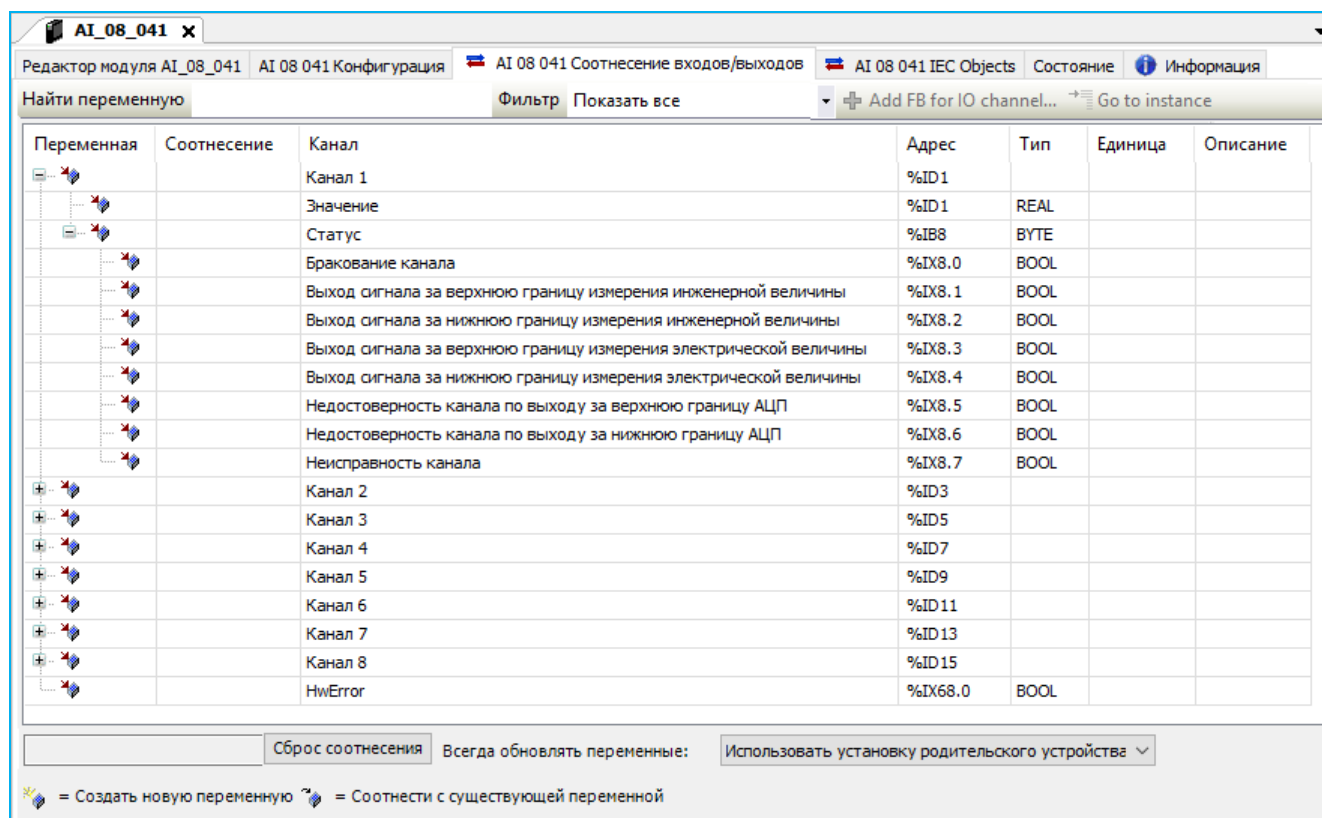 AI_08_041 x
Редактор модуля AI_08_041 AI 08 041 Конфигурация AI 08 041 Соотнесение входов/выходов AI 08 041 IEC Objects Состояние Информация
Найти переменную Фильтр Показать все Add FB for IO channel... Go to instance
Переменная Соотнесение Канал Адрес Тип Единица Описание
Канал 1 %ID1
Значение %ID1 REAL
Статус %IB8 BYTE
Бракование канала %IX8.0 BOOL
Выход сигнала за верхнюю границу измерения инженерной величины %IX8.1 BOOL
Выход сигнала за нижнюю границу измерения инженерной величины %IX8.2 BOOL
Выход сигнала за верхнюю границу измерения электрической величины %IX8.3 BOOL
Выход сигнала за нижнюю границу измерения электрической величины %IX8.4 BOOL
Недостоверность канала по выходу за верхнюю границу АЦП %IX8.5 BOOL
Недостоверность канала по выходу за нижнюю границу АЦП %IX8.6 BOOL
Неисправность канала %IX8.7 BOOL
Канал 2 %ID3
Канал 3 %ID5
Канал 4 %ID7
Канал 5 %ID9
Канал 6 %ID11
Канал 7 %ID13
Канал 8 %ID15
HwError %IX68.0 BOOL
Сброс соотнесения Всегда обновлять переменные: Использовать установку родительского устройства
= Создать новую переменную = Соотнести с существующей переменной